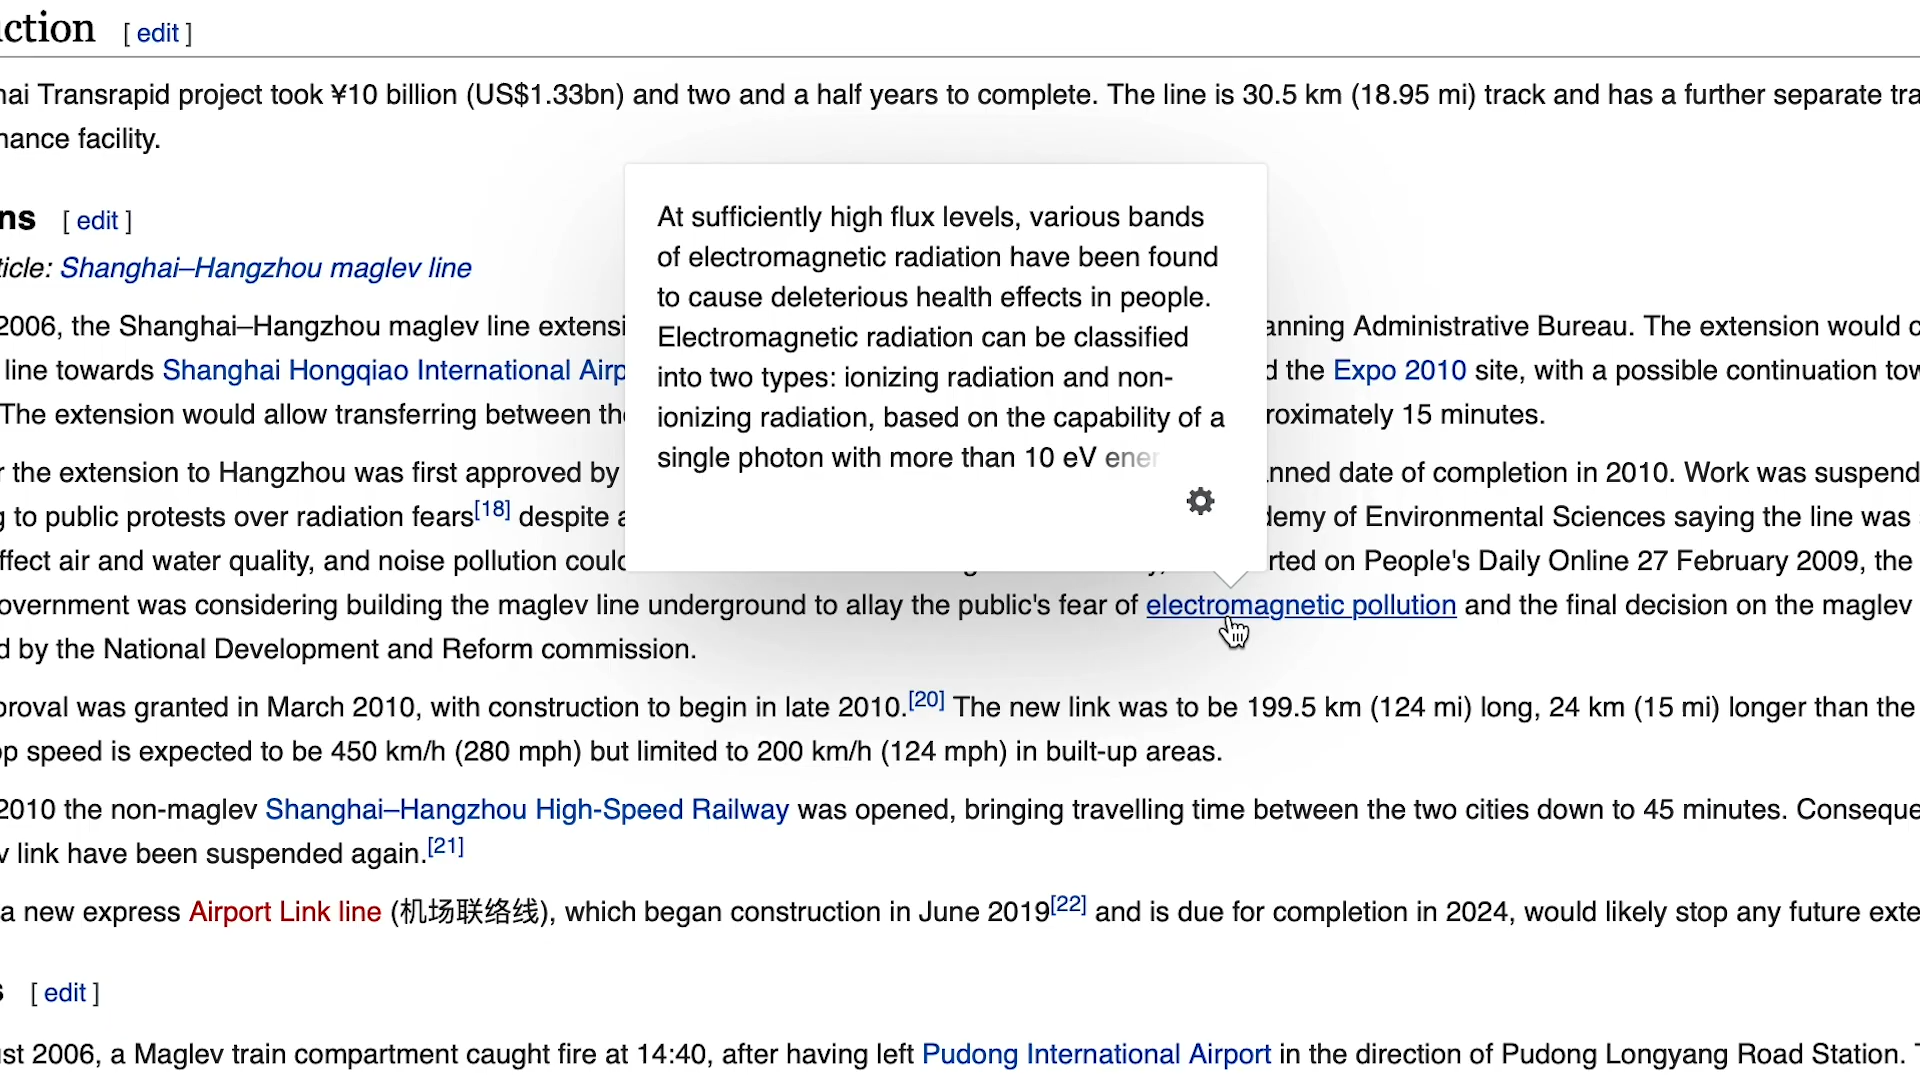 ction [ edit ]
ai Transrapid project took ¥10 billion (US$1.33bn) and two and a half years to complete. The line is 30.5 km (18.95 mi) track and has a further separate tra
nance facility.
At sufficiently high flux levels, various bands
of electromagnetic radiation have been found
to cause deleterious health effects in people.
Electromagnetic radiation can be classified
into two types: ionizing radiation and non-
ionizing radiation, based on the capability of a
single photon with more than 10 eV ener
ns [ edit ]
icle: Shanghai–Hangzhou maglev line
2006, the Shanghai–Hangzhou maglev line extensi anning Administrative Bureau. The extension would c
line towards Shanghai Hongqiao International Airp d the Expo 2010 site, with a possible continuation tow
The extension would allow transferring between the roximately 15 minutes.
r the extension to Hangzhou was first approved by nned date of completion in 2010. Work was suspend
g to public protests over radiation fears[18] despite a demy of Environmental Sciences saying the line was
ffect air and water quality, and noise pollution could rted on People's Daily Online 27 February 2009, the
overnment was considering building the maglev line underground to allay the public's fear of electromagnetic pollution and the final decision on the maglev
d by the National Development and Reform commission.
proval was granted in March 2010, with construction to begin in late 2010.[20] The new link was to be 199.5 km (124 mi) long, 24 km (15 mi) longer than the
op speed is expected to be 450 km/h (280 mph) but limited to 200 km/h (124 mph) in built-up areas.
2010 the non-maglev Shanghai–Hangzhou High-Speed Railway was opened, bringing travelling time between the two cities down to 45 minutes. Conseque
v link have been suspended again.[21]
a new express Airport Link line (机场联络线), which began construction in June 2019[22] and is due for completion in 2024, would likely stop any future exte
s [ edit ]
st 2006, a Maglev train compartment caught fire at 14:40, after having left Pudong International Airport in the direction of Pudong Longyang Road Station.